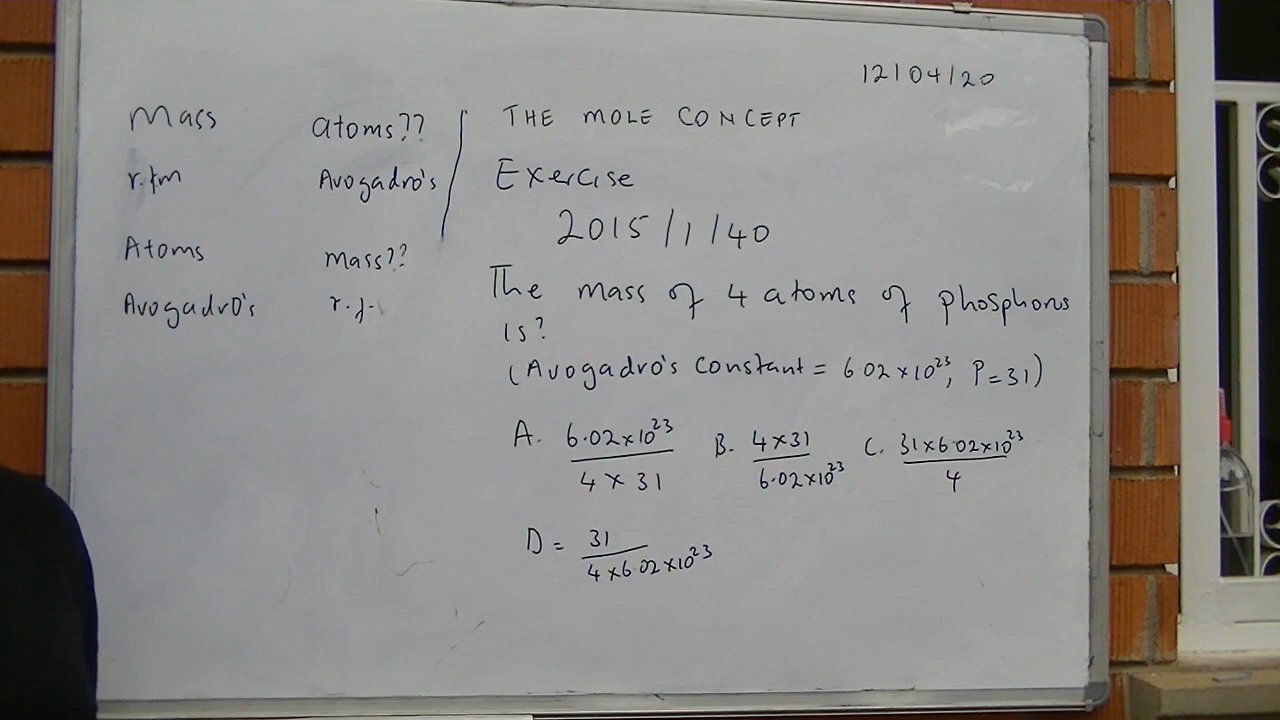 12/04/20
Mass atoms??
r.fm Avogadro's
Atoms mass??
Avogadro's r.f.
THE MOLE CONCEPT
Exercise
2015/1/40
The mass of 4 atoms of phosphorus
is?
(Avogadro's constant = 6.02×10²³, P=31)
A. 6.02×10²³ / 4 × 31 B. 4×31 / 6.02×10²³ C. 31×6.02×10²³ / 4
D = 31 / 4×6.02×10²³